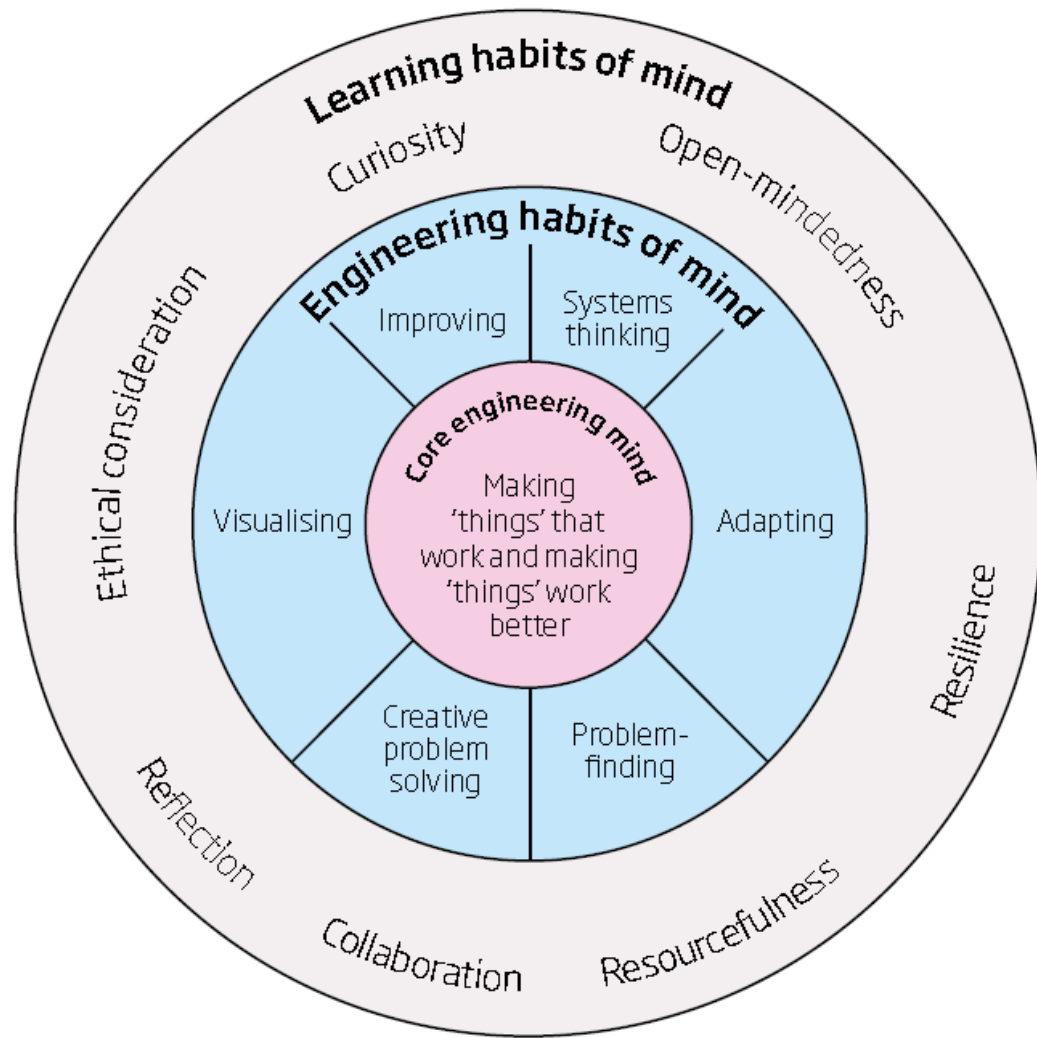 Learning habits of mind
Curiosity
Open-mindedness
Ethical consideration
Resilience
Reflection
Collaboration
Resourcefulness
Engineering habits of mind
Improving
Systems
thinking
Visualising
Adapting
Creative
problem
solving
Problem-
finding
Core engineering mind
Making
'things' that
work and making
'things' work
better